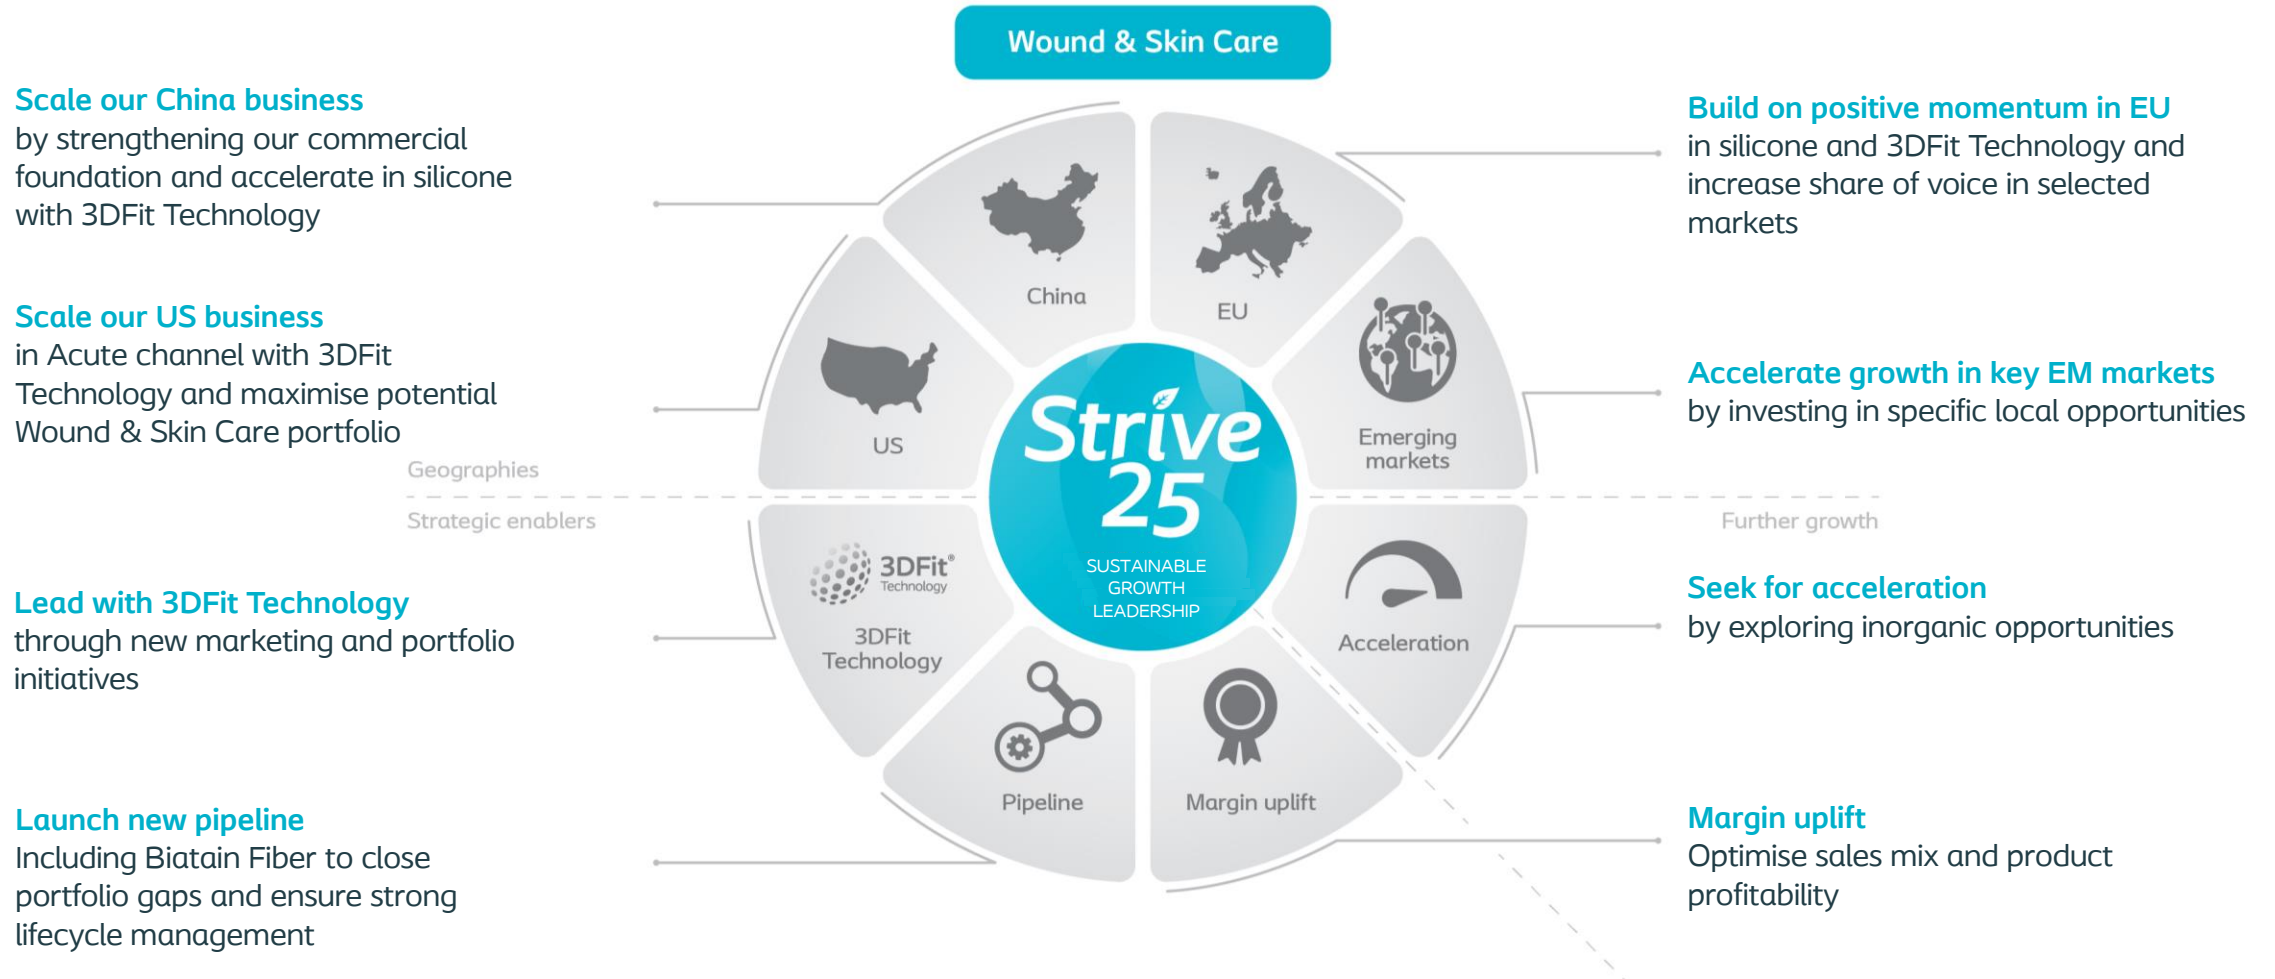 Wound & Skin Care
Scale our China business
by strengthening our commercial
foundation and accelerate in silicone
with 3DFit Technology
Scale our US business
in Acute channel with 3DFit
Technology and maximise potential
Wound & Skin Care portfolio
Geographies
Strategic enablers
Lead with 3DFit Technology
through new marketing and portfolio
initiatives
Launch new pipeline
Including Biatain Fiber to close
portfolio gaps and ensure strong
lifecycle management
China
EU
US
Emerging
markets
Strive
25
SUSTAINABLE
GROWTH
LEADERSHIP
3DFit®
Technology
3DFit
Technology
Acceleration
Pipeline
Margin uplift
Build on positive momentum in EU
in silicone and 3DFit Technology and
increase share of voice in selected
markets
Accelerate growth in key EM markets
by investing in specific local opportunities
Further growth
Seek for acceleration
by exploring inorganic opportunities
Margin uplift
Optimise sales mix and product
profitability